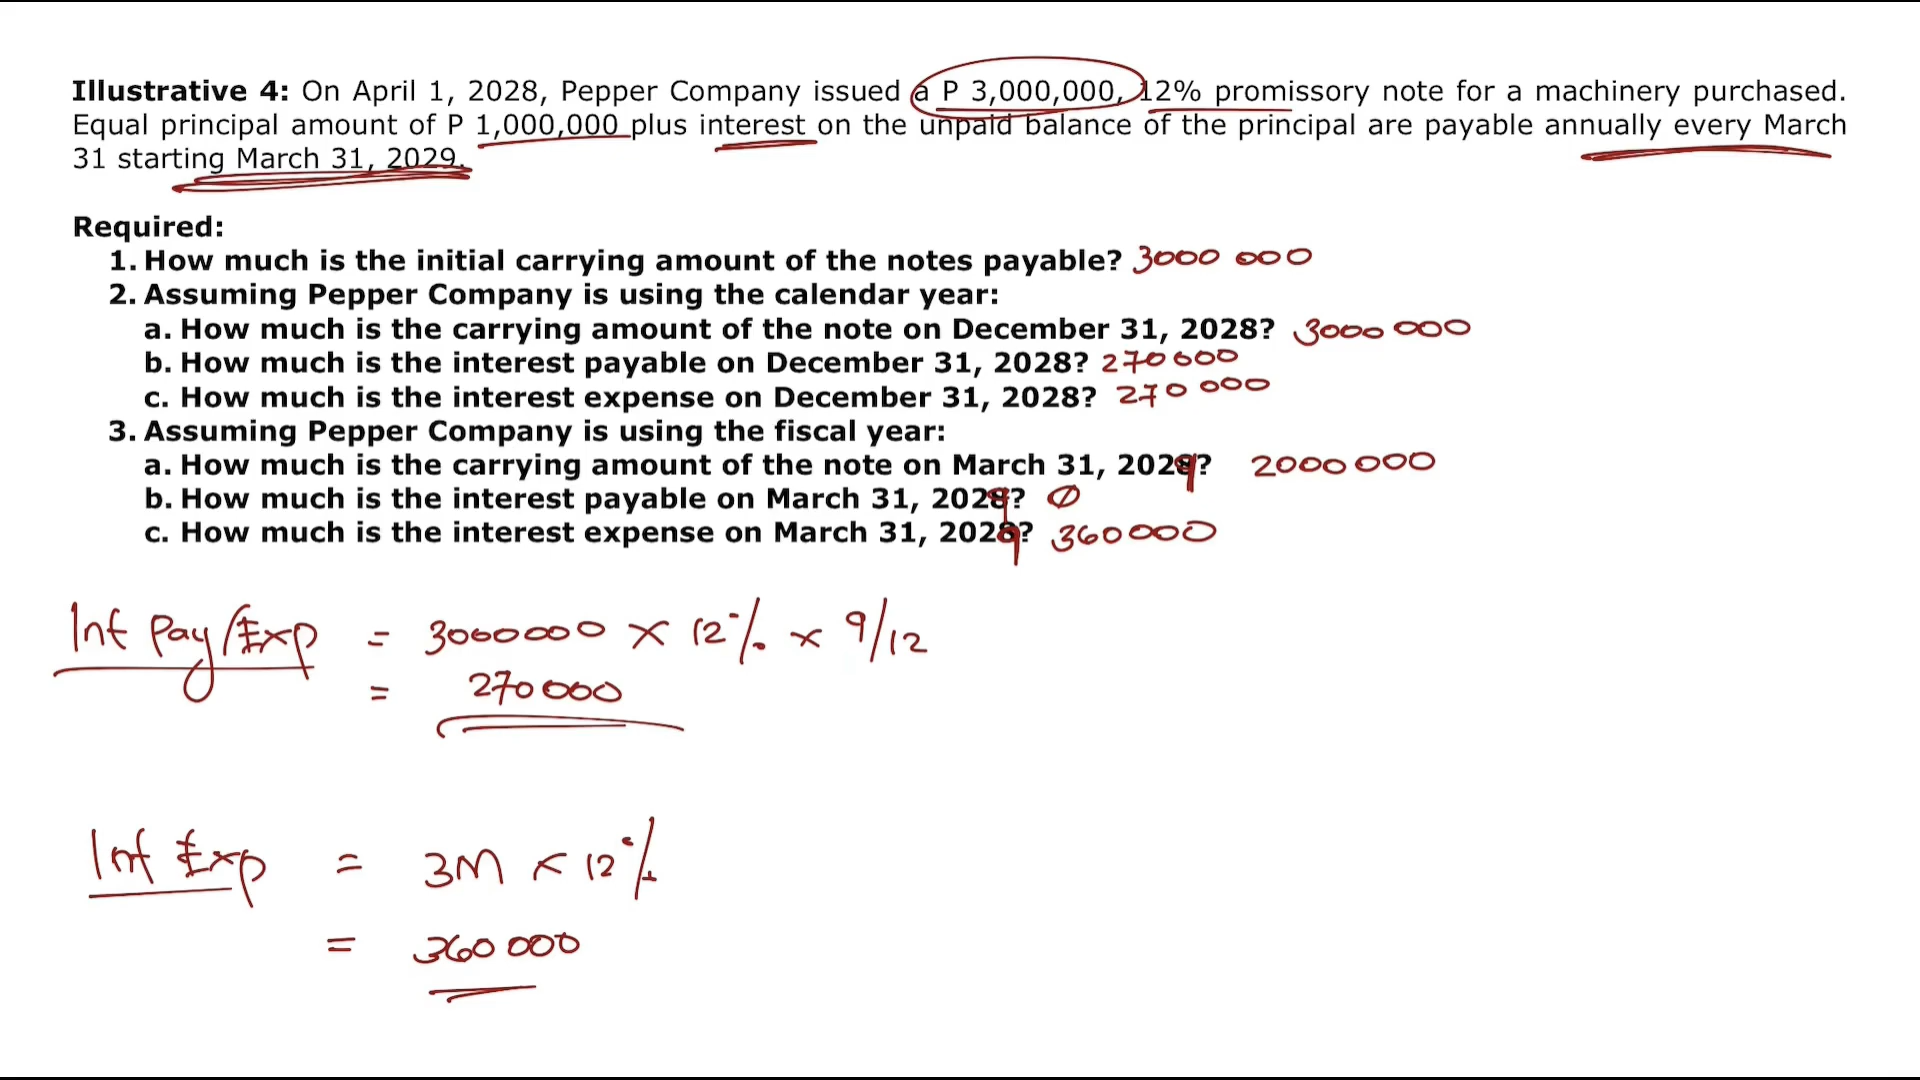 Illustrative 4: On April 1, 2028, Pepper Company issued a P 3,000,000, 12% promissory note for a machinery purchased.
Equal principal amount of P 1,000,000 plus interest on the unpaid balance of the principal are payable annually every March
31 starting March 31, 2029.
Required:
1. How much is the initial carrying amount of the notes payable? 3000 000
2. Assuming Pepper Company is using the calendar year:
a. How much is the carrying amount of the note on December 31, 2028? 3000 000
b. How much is the interest payable on December 31, 2028? 270 000
c. How much is the interest expense on December 31, 2028? 270 000
3. Assuming Pepper Company is using the fiscal year:
a. How much is the carrying amount of the note on March 31, 2029? 2000 000
b. How much is the interest payable on March 31, 2029? 0
c. How much is the interest expense on March 31, 2029? 360000
Int Pay/Exp = 3000000 × 12% × 9/12
= 270 000
Int Exp = 3M × 12%
= 360 000